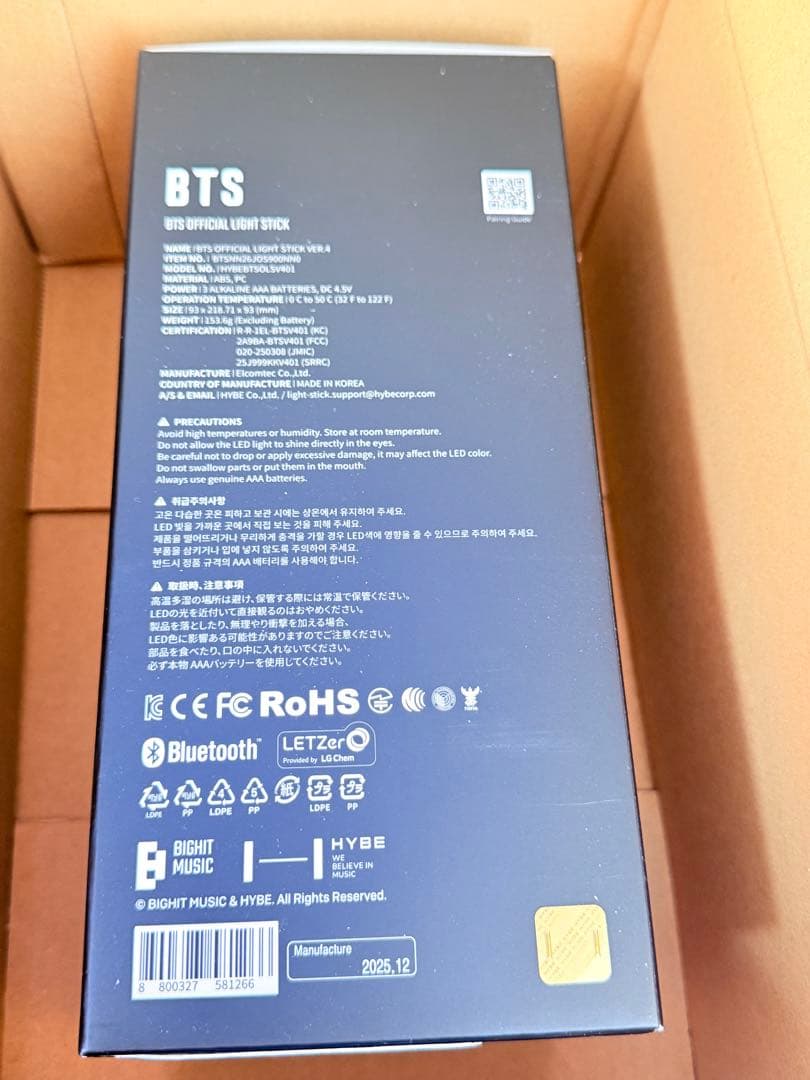 BTS
BTS OFFICIAL LIGHT STICK
Pairing Guide
NAME | BTS OFFICIAL LIGHT STICK VER.4
ITEM NO. | BTSNN26JOS900NN0
MODEL NO. | HYBEBTSOLSV401
MATERIAL | ABS, PC
POWER | 3 ALKALINE AAA BATTERIES, DC 4.5V
OPERATION TEMPERATURE | 0 C to 50 C (32 F to 122 F)
SIZE | 93 x 218.71 x 93 (mm)
WEIGHT | 153.6g (Excluding Battery)
CERTIFICATION | R-R-1EL-BTSV401 (KC)
2A9BA-BTSV401 (FCC)
020-250308 (JMIC)
25J999KKV401 (SRRC)
MANUFACTURE | Elcomtec Co.,Ltd.
COUNTRY OF MANUFACTURE | MADE IN KOREA
A/S & EMAIL | HYBE Co.,Ltd. / light-stick.support@hybecorp.com
PRECAUTIONS
Avoid high temperatures or humidity. Store at room temperature.
Do not allow the LED light to shine directly in the eyes.
Be careful not to drop or apply excessive damage, it may affect the LED color.
Do not swallow parts or put them in the mouth.
Always use genuine AAA batteries.
취급주의사항
고온 다습한 곳은 피하고 보관 시에는 상온에서 유지하여 주세요.
LED 빛을 가까운 곳에서 직접 보는 것을 피해 주세요.
제품을 떨어뜨리거나 무리하게 충격을 가할 경우 LED색에 영향을 줄 수 있으므로 주의하여 주세요.
부품을 삼키거나 입에 넣지 않도록 주의하여 주세요.
반드시 정품 규격의 AAA 배터리를 사용해야 합니다.
取扱時、注意事項
高温多湿の場所は避け、保管する際には常温で保管ください。
LEDの光を近付いて直接観るのはおやめください。
製品を落としたり、無理やり衝撃を加える場合、
LED色に影響ある可能性がありますのでご注意ください。
部品を食べたり、口の中に入れないでください。
必ず本物 AAAバッテリーを使用してください。
CE FC RoHS
Bluetooth™
LETZero
Provided by LG Chem
4 5 紙 プラ プラ
LDPE PP LDPE PP LDPE PP
BIGHIT
MUSIC
HYBE
WE
BELIEVE IN
MUSIC
© BIGHIT MUSIC & HYBE. All Rights Reserved.
8 800327 581266
Manufacture
2025.12